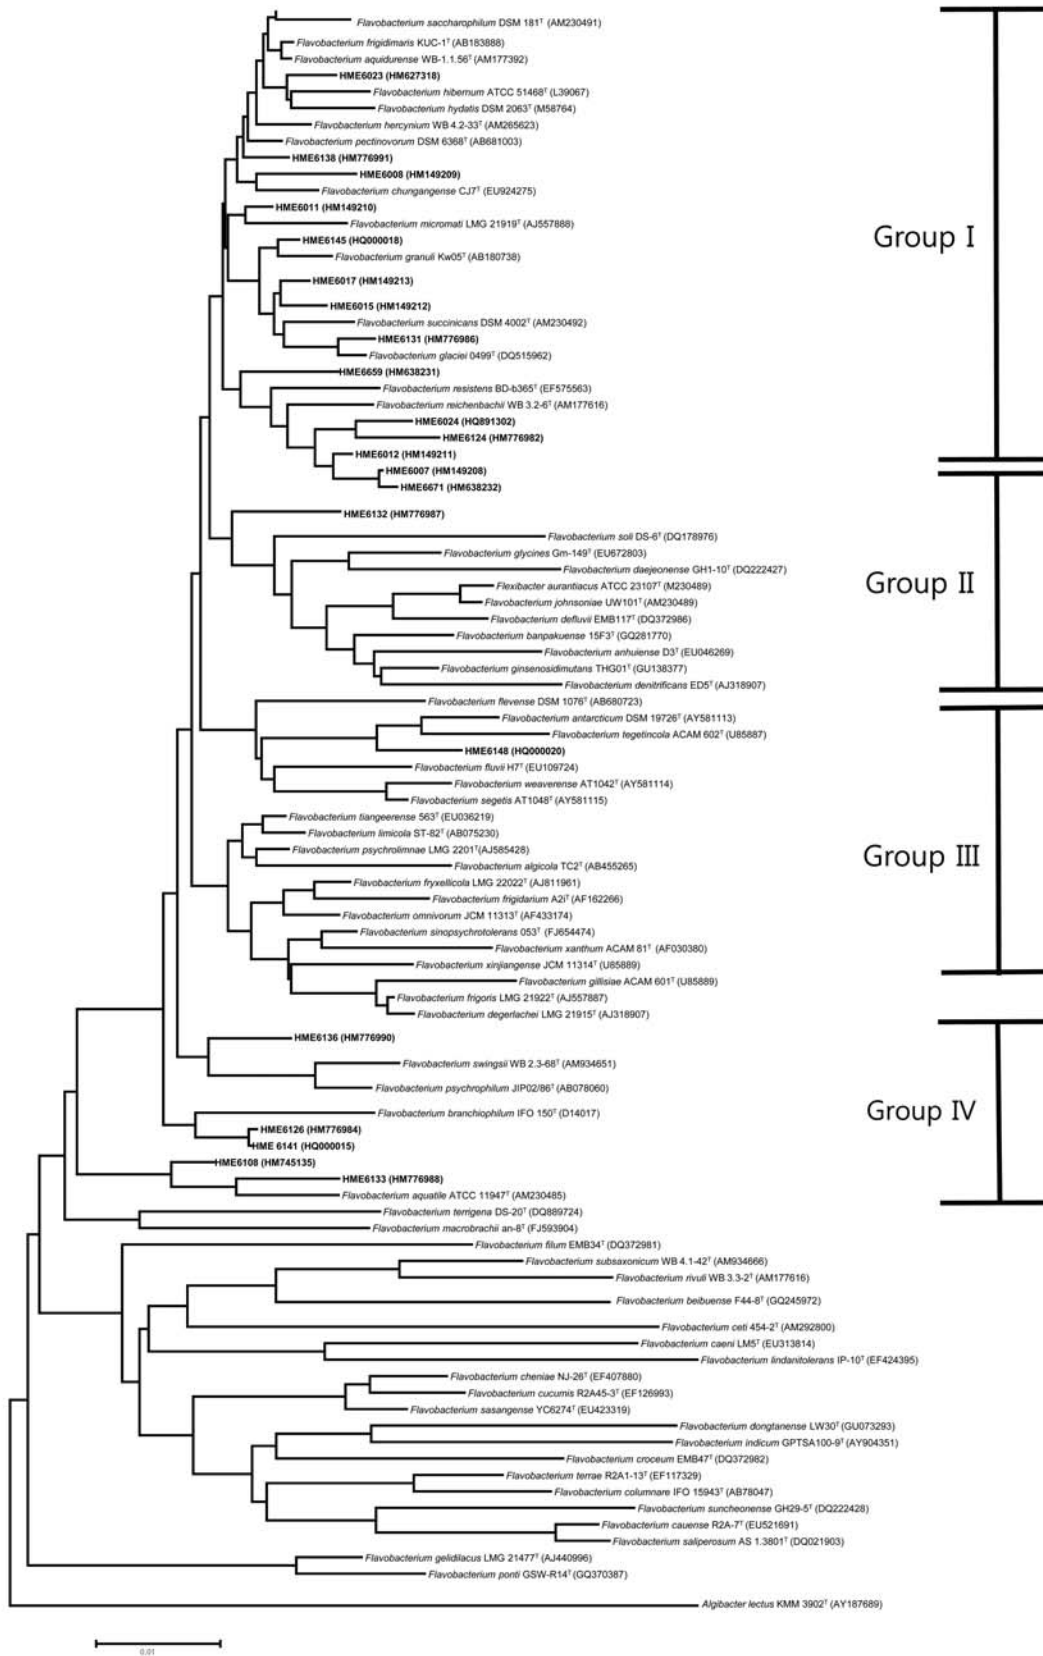 Flavobacterium saccharophilum DSM 181ᵀ (AM230491)
Flavobacterium frigidimaris KUC-1ᵀ (AB183888)
Flavobacterium aquidurense WB-1.1.56ᵀ (AM177392)
HME6023 (HM627318)
Flavobacterium hibernum ATCC 51468ᵀ (L39067)
Flavobacterium hydatis DSM 2063ᵀ (M58764)
Flavobacterium hercynium WB 4.2-33ᵀ (AM265623)
Flavobacterium pectinovorum DSM 6368ᵀ (AB681003)
HME6138 (HM776991)
HME6008 (HM149209)
Flavobacterium chungangense CJ7ᵀ (EU924275)
HME6011 (HM149210)
Flavobacterium micromati LMG 21919ᵀ (AJ557888)
Group I
HME6145 (HQ000018)
Flavobacterium granuli Kw05ᵀ (AB180738)
HME6017 (HM149213)
HME6015 (HM149212)
Flavobacterium succinicans DSM 4002ᵀ (AM230492)
HME6131 (HM776986)
Flavobacterium glaciei 0499ᵀ (DQ515962)
HME6659 (HM638231)
Flavobacterium resistens BD-b365ᵀ (EF575563)
Flavobacterium reichenbachii WB 3.2-6ᵀ (AM177616)
HME6024 (HQ891302)
HME6124 (HM776982)
HME6012 (HM149211)
HME6007 (HM149208)
HME6671 (HM638232)
HME6132 (HM776987)
Flavobacterium soli DS-6ᵀ (DQ178976)
Flavobacterium glycines Gm-149ᵀ (EU672803)
Flavobacterium daejeonense GH1-10ᵀ (DQ222427)
Group II
Flexibacter aurantiacus ATCC 23107ᵀ (M230489)
Flavobacterium johnsoniae UW101ᵀ (AM230489)
Flavobacterium defluvii EMB117ᵀ (DQ372986)
Flavobacterium banpakuense 15F3ᵀ (GQ281770)
Flavobacterium anhuiense D3ᵀ (EU046269)
Flavobacterium ginsenosidimutans THG01ᵀ (GU138377)
Flavobacterium denitrificans ED5ᵀ (AJ318907)
Flavobacterium flevense DSM 1076ᵀ (AB680723)
Flavobacterium antarcticum DSM 19726ᵀ (AY581113)
Flavobacterium tegetincola ACAM 602ᵀ (U85887)
HME6148 (HQ000020)
Flavobacterium fluvii H7ᵀ (EU109724)
Flavobacterium weaverense AT1042ᵀ (AY581114)
Flavobacterium segetis AT1048ᵀ (AY581115)
Flavobacterium tiangeerense 563ᵀ (EU036219)
Flavobacterium limicola ST-82ᵀ (AB075230)
Flavobacterium psychrolimnae LMG 2201ᵀ(AJ585428)
Group III
Flavobacterium algicola TC2ᵀ (AB455265)
Flavobacterium fryxellicola LMG 22022ᵀ (AJ811961)
Flavobacterium frigidarium A2iᵀ (AF162266)
Flavobacterium omnivorum JCM 11313ᵀ (AF433174)
Flavobacterium sinopsychrotolerans 053ᵀ (FJ654474)
Flavobacterium xanthum ACAM 81ᵀ (AF030380)
Flavobacterium xinjiangense JCM 11314ᵀ (U85889)
Flavobacterium gillisiae ACAM 601ᵀ (U85889)
Flavobacterium frigoris LMG 21922ᵀ (AJ557887)
Flavobacterium degerlachei LMG 21915ᵀ (AJ318907)
HME6136 (HM776990)
Flavobacterium swingsii WB 2.3-68ᵀ (AM934651)
Flavobacterium psychrophilum JIP02/86ᵀ (AB078060)
Flavobacterium branchiophilum IFO 150ᵀ (D14017)
Group IV
HME6126 (HM776984)
HME 6141 (HQ000015)
HME6108 (HM745135)
HME6133 (HM776988)
Flavobacterium aquatile ATCC 11947ᵀ (AM230485)
Flavobacterium terrigena DS-20ᵀ (DQ889724)
Flavobacterium macrobrachii an-8ᵀ (FJ593904)
Flavobacterium filum EMB34ᵀ (DQ372981)
Flavobacterium subsaxonicum WB 4.1-42ᵀ (AM934666)
Flavobacterium rivuli WB 3.3-2ᵀ (AM177616)
Flavobacterium beibuense F44-8ᵀ (GQ245972)
Flavobacterium ceti 454-2ᵀ (AM292800)
Flavobacterium caeni LM5ᵀ (EU313814)
Flavobacterium lindanitolerans IP-10ᵀ (EF424395)
Flavobacterium cheniae NJ-26ᵀ (EF407880)
Flavobacterium cucumis R2A45-3ᵀ (EF126993)
Flavobacterium sasangense YC6274ᵀ (EU423319)
Flavobacterium dongtanense LW30ᵀ (GU073293)
Flavobacterium indicum GPTSA100-9ᵀ (AY904351)
Flavobacterium croceum EMB47ᵀ (DQ372982)
Flavobacterium terrae R2A1-13ᵀ (EF117329)
Flavobacterium columnare IFO 15943ᵀ (AB78047)
Flavobacterium suncheonense GH29-5ᵀ (DQ222428)
Flavobacterium cauense R2A-7ᵀ (EU521691)
Flavobacterium saliperosum AS 1.3801ᵀ (DQ021903)
Flavobacterium gelidilacus LMG 21477ᵀ (AJ440996)
Flavobacterium ponti GSW-R14ᵀ (GQ370387)
Algibacter lectus KMM 3902ᵀ (AY187689)
0.01